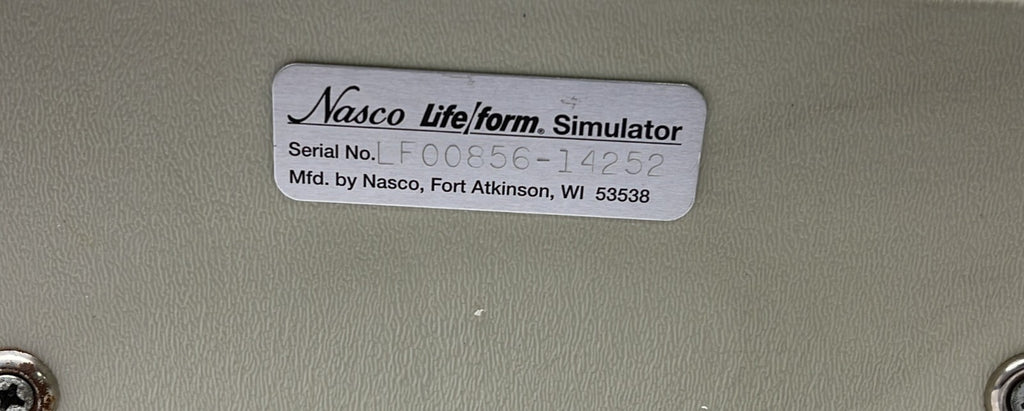 Nasco Life/form® Simulator
Serial No. LF00856-14252
Mfd. by Nasco, Fort Atkinson, WI 53538